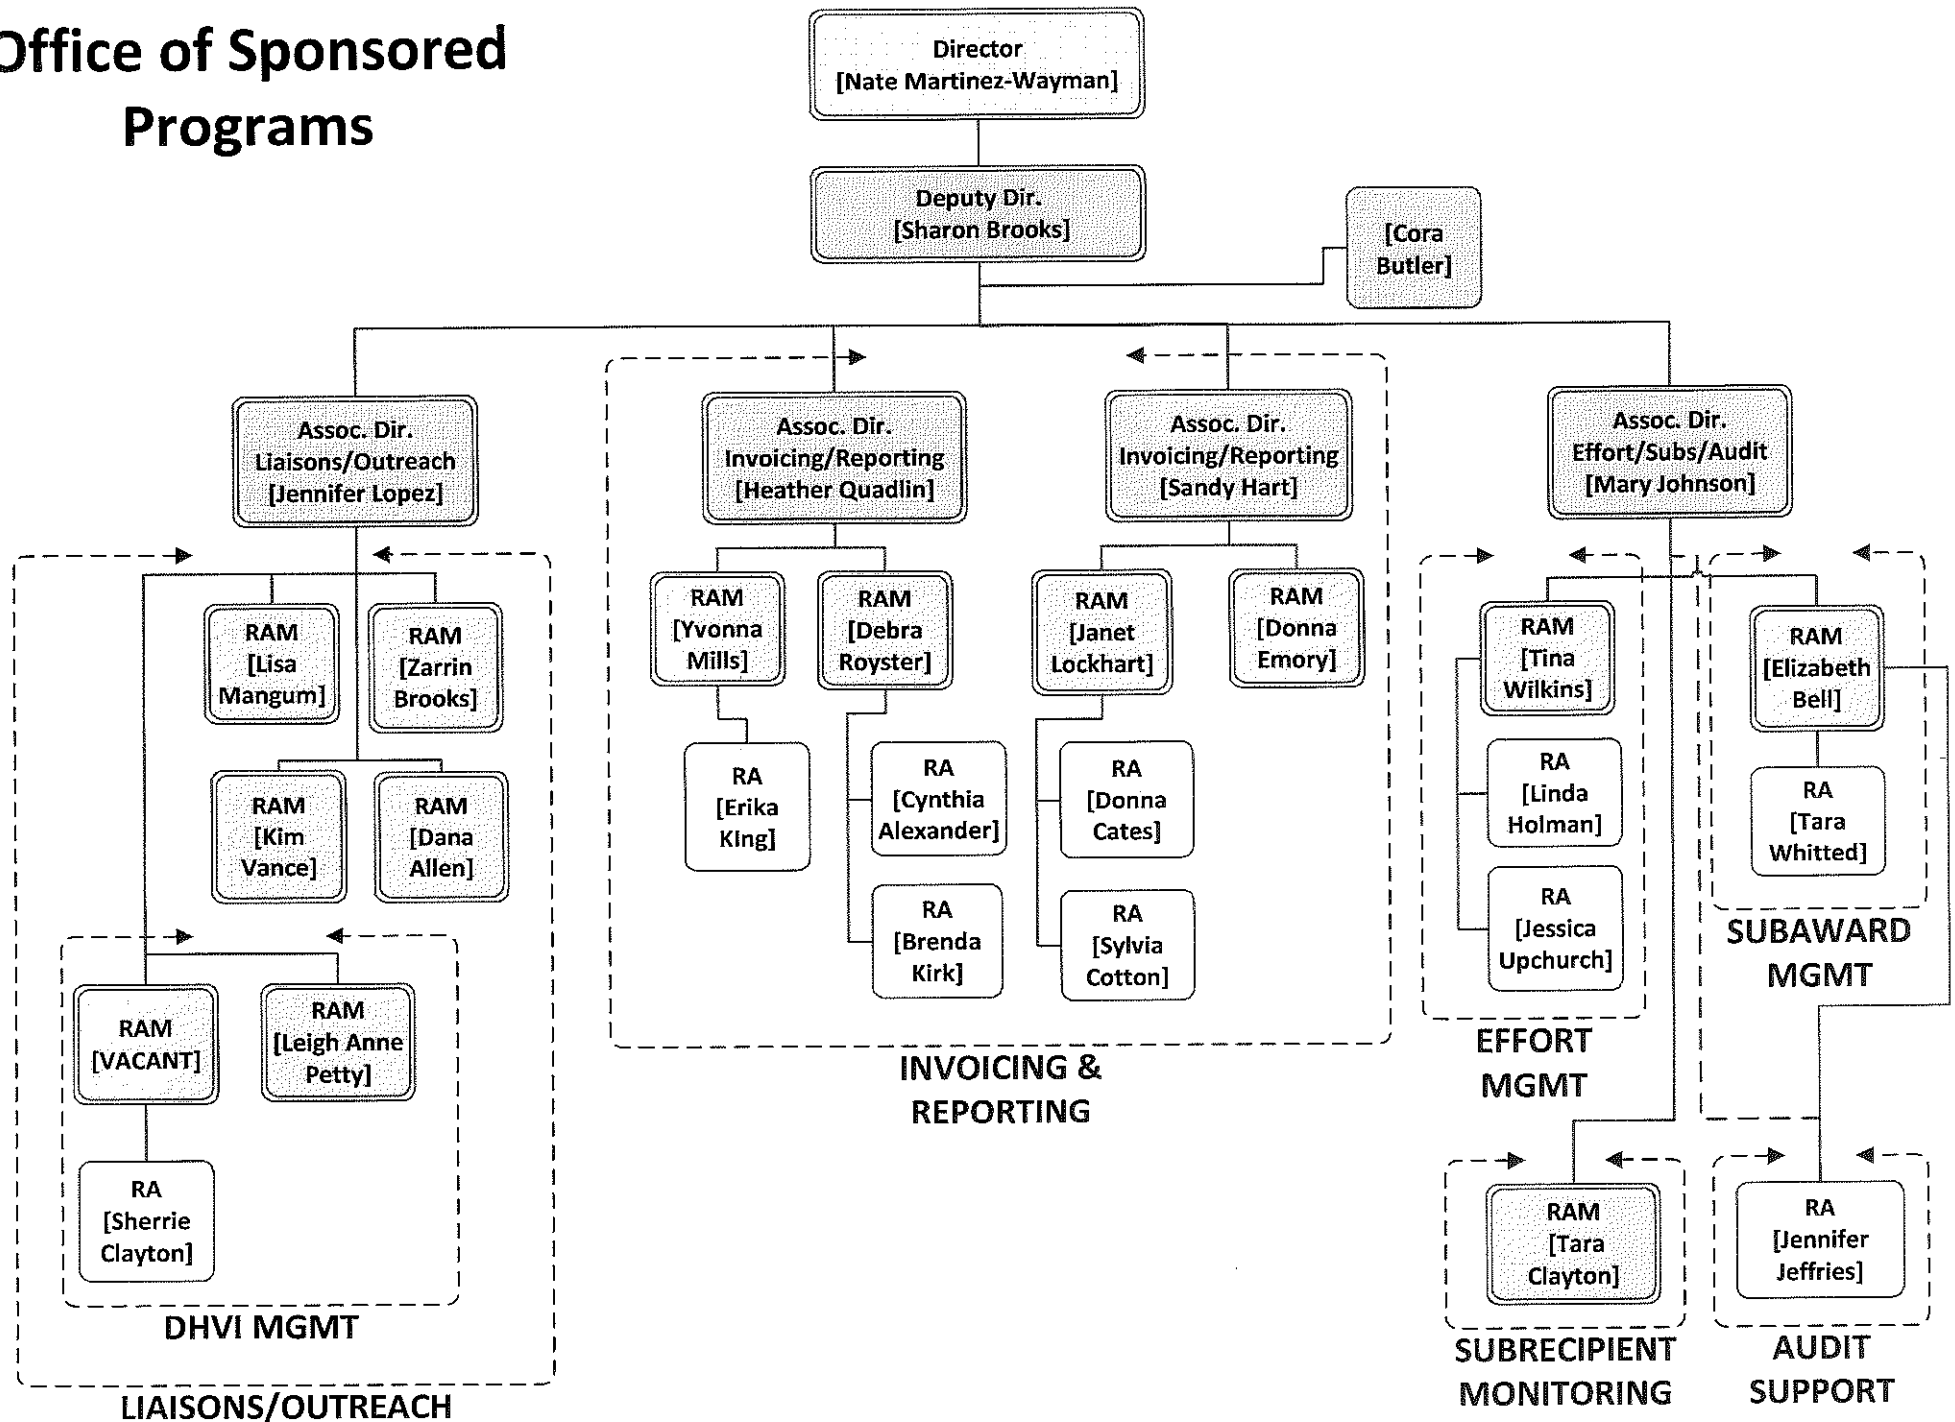 Office of Sponsored
Programs
Director
[Nate Martinez-Wayman]
Deputy Dir.
[Sharon Brooks]
[Cora
Butler]
Assoc. Dir.
Liaisons/Outreach
[Jennifer Lopez]
Assoc. Dir.
Invoicing/Reporting
[Heather Quadlin]
Assoc. Dir.
Invoicing/Reporting
[Sandy Hart]
Assoc. Dir.
Effort/Subs/Audit
[Mary Johnson]
RAM
[Lisa
Mangum]
RAM
[Zarrin
Brooks]
RAM
[Kim
Vance]
RAM
[Dana
Allen]
RAM
[VACANT]
RAM
[Leigh Anne
Petty]
RA
[Sherrie
Clayton]
DHVI MGMT
LIAISONS/OUTREACH
RAM
[Yvonna
Mills]
RAM
[Debra
Royster]
RAM
[Janet
Lockhart]
RAM
[Donna
Emory]
RA
[Erika
KIng]
RA
[Cynthia
Alexander]
RA
[Donna
Cates]
RA
[Brenda
Kirk]
RA
[Sylvia
Cotton]
INVOICING &
REPORTING
RAM
[Tina
Wilkins]
RA
[Linda
Holman]
RA
[Jessica
Upchurch]
EFFORT
MGMT
RAM
[Elizabeth
Bell]
RA
[Tara
Whitted]
SUBAWARD
MGMT
RAM
[Tara
Clayton]
SUBRECIPIENT
MONITORING
RA
[Jennifer
Jeffries]
AUDIT
SUPPORT